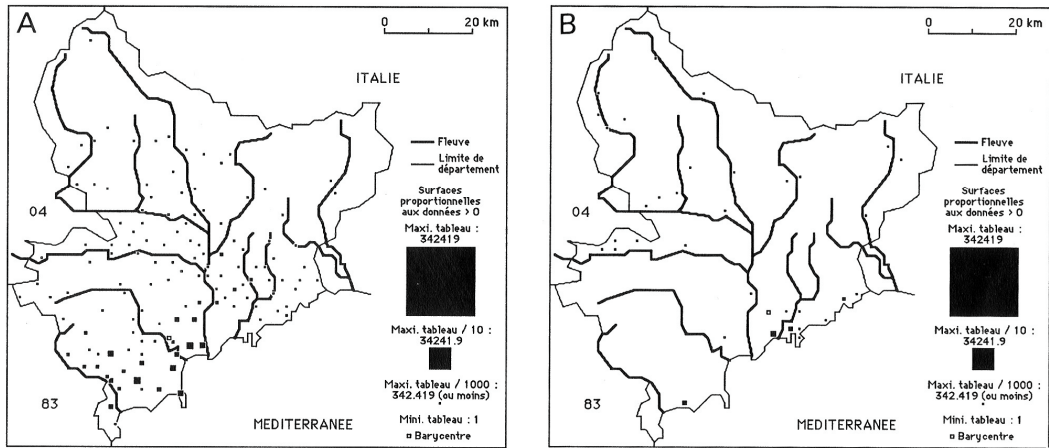 A
0 20 km
ITALIE
Fleuve
Limite de
département
Surfaces
proportionnelles
aux données > 0
Maxi. tableau :
342419
04
Maxi. tableau / 10 :
34241.9
Maxi. tableau / 1000 :
342.419 (ou moins)
83
MEDITERRANEE
Mini. tableau : 1
Barycentre
B
0 20 km
ITALIE
Fleuve
Limite de
département
Surfaces
proportionnelles
aux données > 0
Maxi. tableau :
342419
04
Maxi. tableau / 10 :
34241.9
Maxi. tableau / 1000 :
342.419 (ou moins)
83
MEDITERRANEE
Mini. tableau : 1
Barycentre